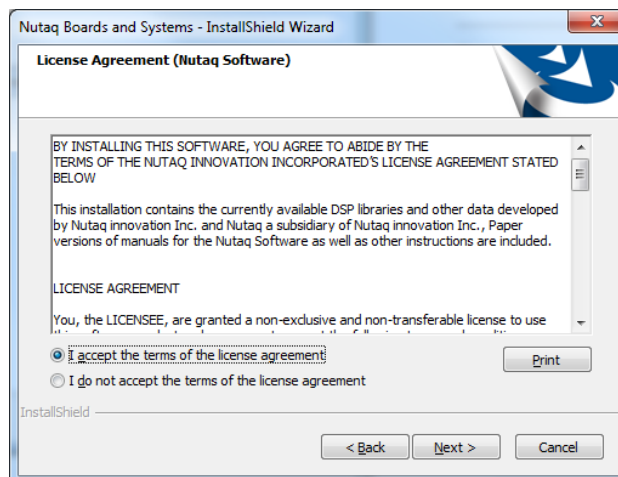 Nutaq Boards and Systems - InstallShield Wizard
License Agreement (Nutaq Software)
BY INSTALLING THIS SOFTWARE, YOU AGREE TO ABIDE BY THE
TERMS OF THE NUTAQ INNOVATION INCORPORATED'S LICENSE AGREEMENT STATED
BELOW
This installation contains the currently available DSP libraries and other data developed
by Nutaq innovation Inc. and Nutaq a subsidiary of Nutaq innovation Inc., Paper
versions of manuals for the Nutaq Software as well as other instructions are included.
LICENSE AGREEMENT
You, the LICENSEE, are granted a non-exclusive and non-transferable license to use
I accept the terms of the license agreement
Print
I do not accept the terms of the license agreement
InstallShield
< Back
Next >
Cancel